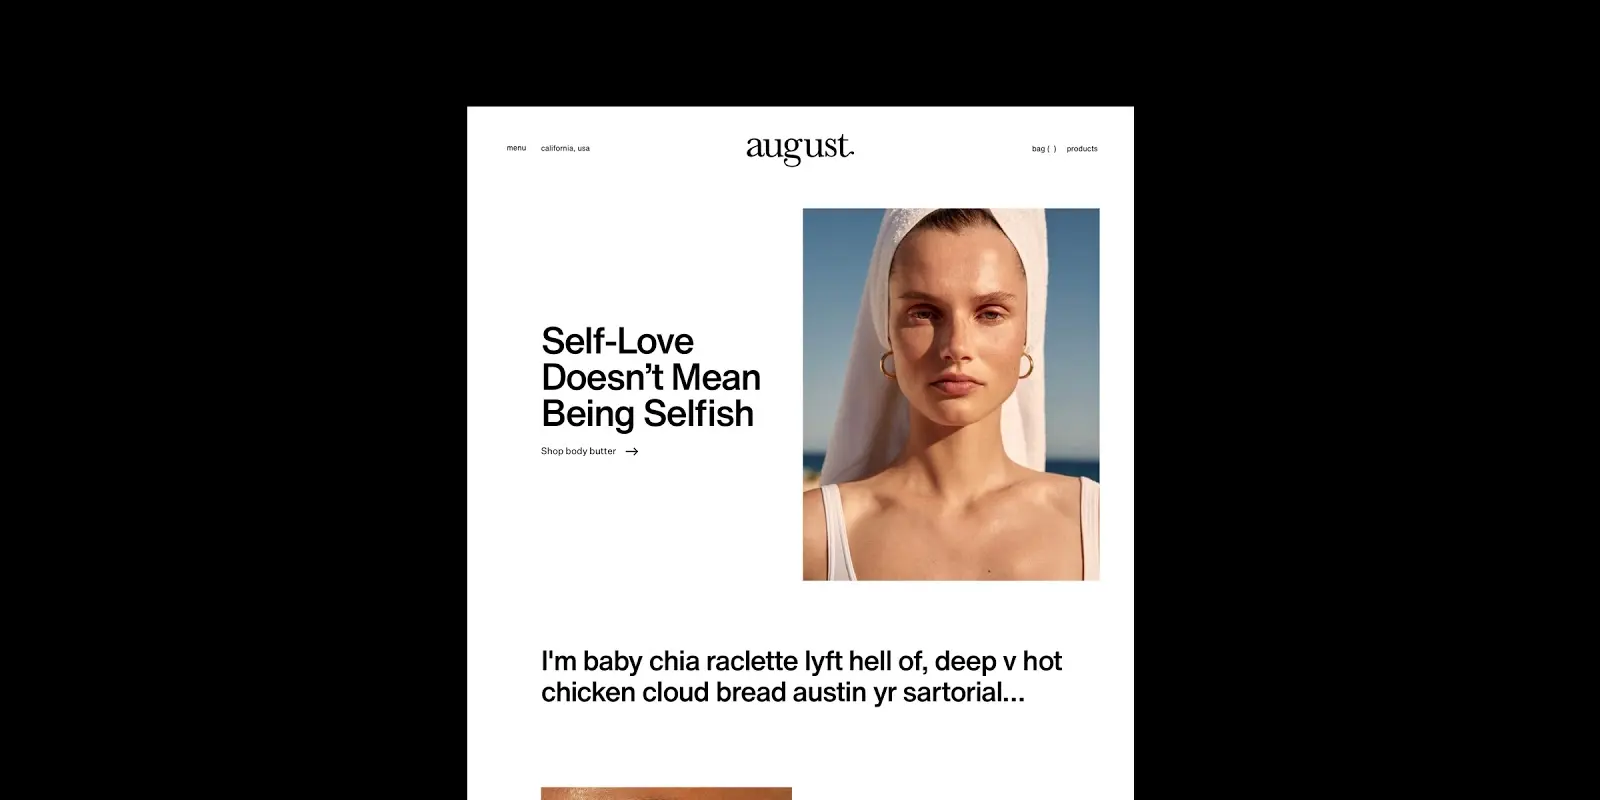 menu
california, usa
august.
bag ( )
products
Self-Love
Doesn’t Mean
Being Selfish
Shop body butter →
I'm baby chia raclette lyft hell of, deep v hot
chicken cloud bread austin yr sartorial...